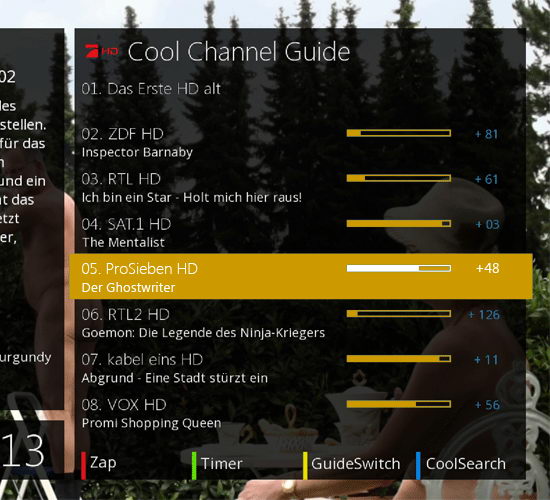 02
les
stellen.
für das
n
und ein
t das
etzt
er,
urgundy
13
HD Cool Channel Guide
01. Das Erste HD alt
02. ZDF HD + 81
Inspector Barnaby
03. RTL HD + 61
Ich bin ein Star - Holt mich hier raus!
04. SAT.1 HD + 03
The Mentalist
05. ProSieben HD +48
Der Ghostwriter
06. RTL2 HD + 126
Goemon: Die Legende des Ninja-Kriegers
07. kabel eins HD + 11
Abgrund - Eine Stadt stürzt ein
08. VOX HD + 56
Promi Shopping Queen
Zap Timer GuideSwitch CoolSearch